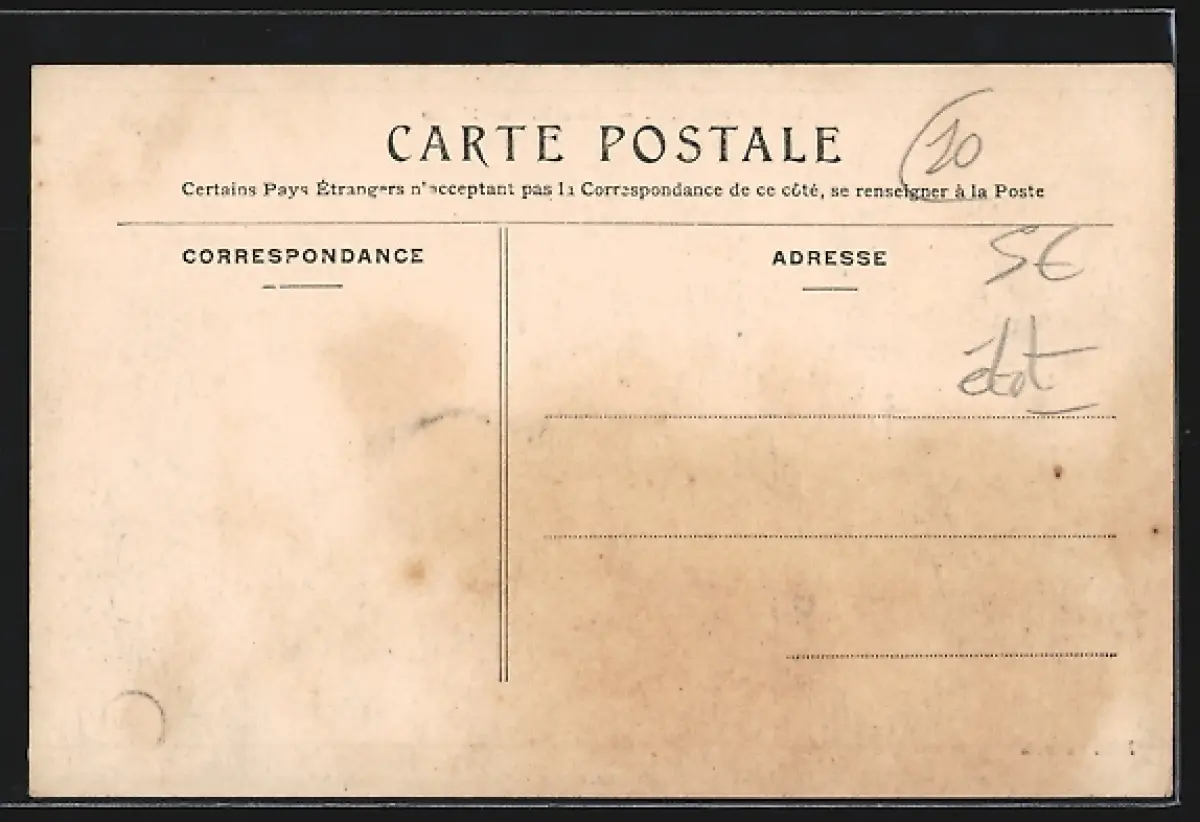 CARTE POSTALE
10
Certains Pays Étrangers n'acceptant pas la Correspondance de ce côté, se renseigner à la Poste
CORRESPONDANCE
ADRESSE
5€
état